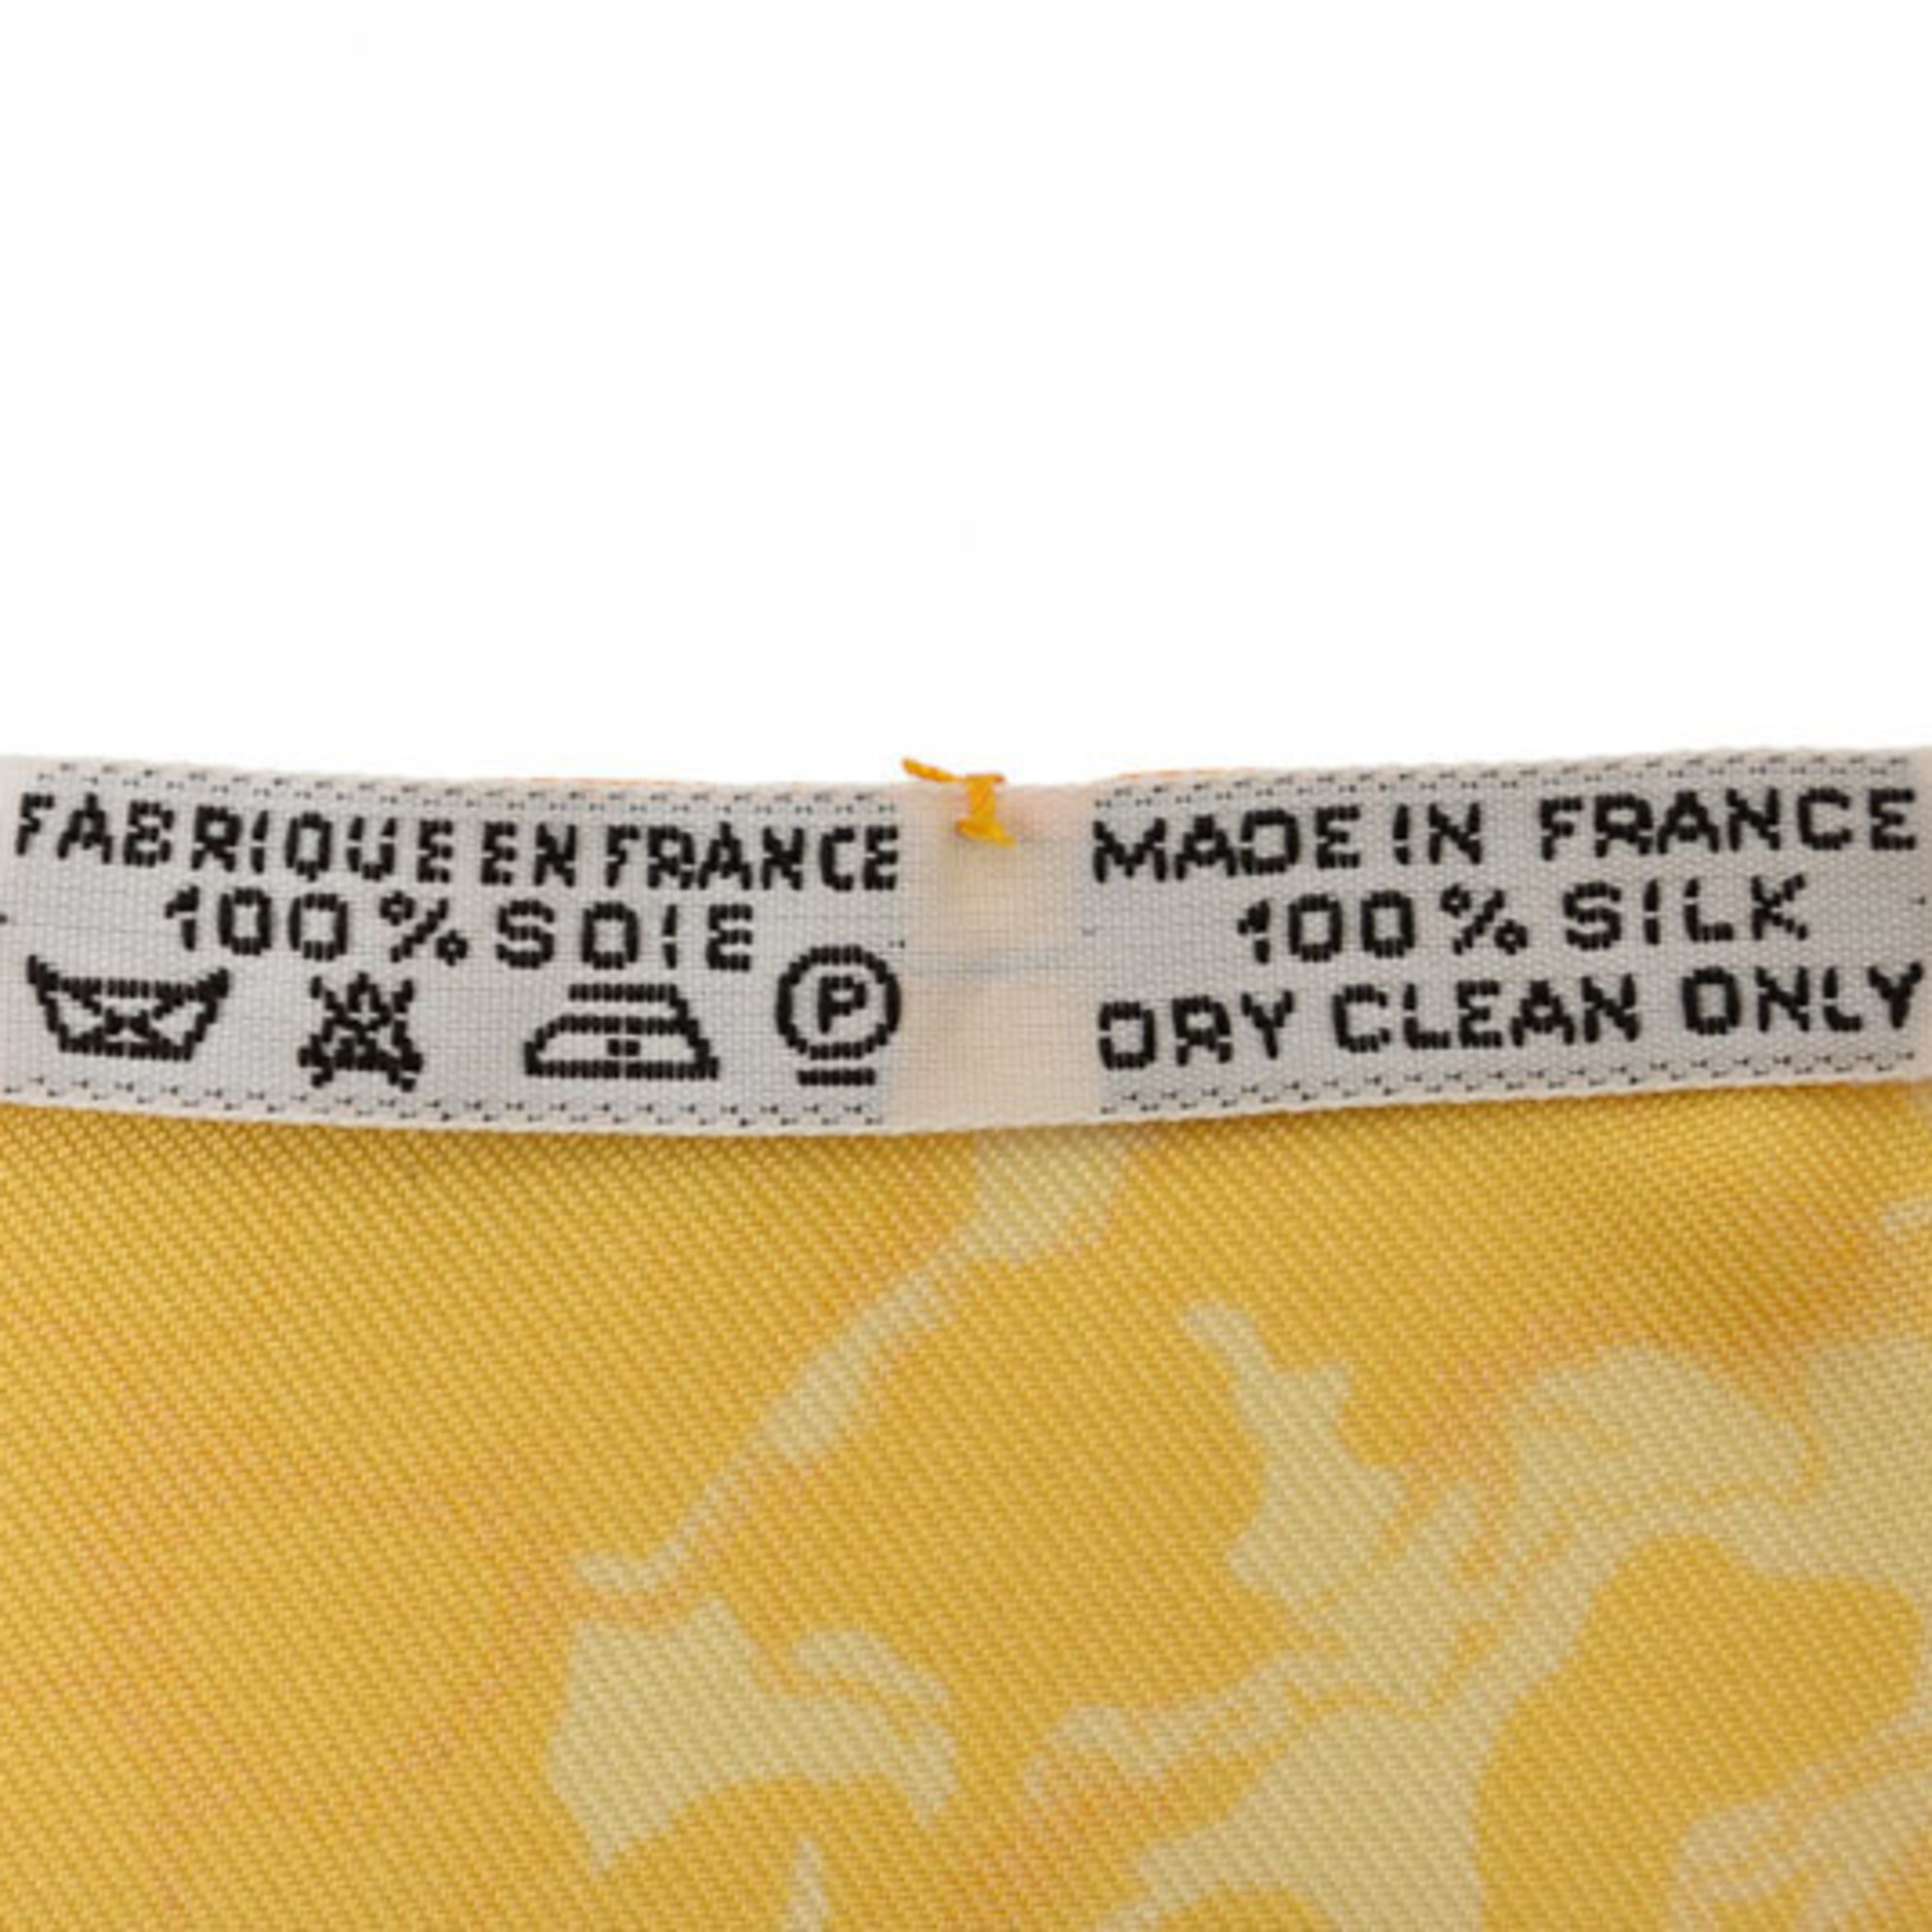 FABRIQUE EN FRANCE
100% SOIE
P
MADE IN FRANCE
100% SILK
DRY CLEAN ONLY